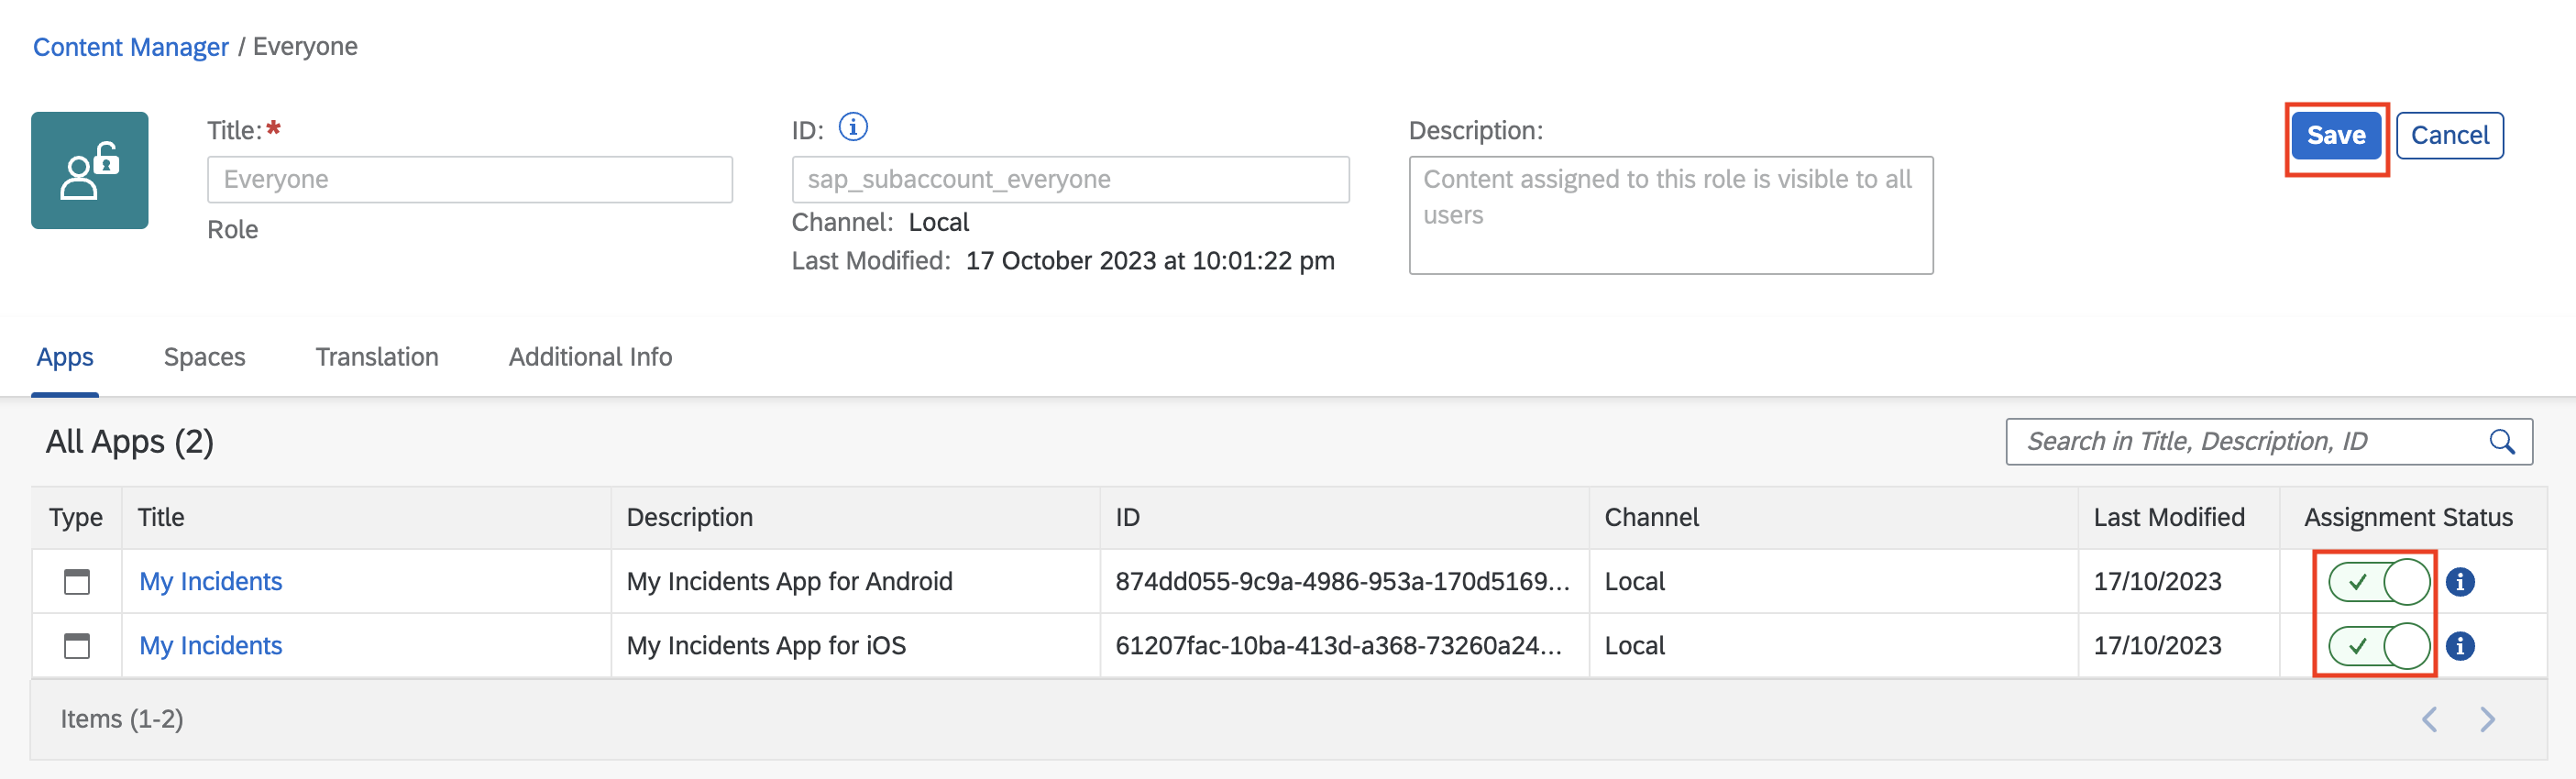 Content Manager / Everyone
Title:*
Everyone
Role
ID:
sap_subaccount_everyone
Channel: Local
Last Modified: 17 October 2023 at 10:01:22 pm
Description:
Content assigned to this role is visible to all
users
Save Cancel
Apps Spaces Translation Additional Info
All Apps (2)
Search in Title, Description, ID
Type Title Description ID Channel Last Modified Assignment Status
My Incidents My Incidents App for Android 874dd055-9c9a-4986-953a-170d5169... Local 17/10/2023
My Incidents My Incidents App for iOS 61207fac-10ba-413d-a368-73260a24... Local 17/10/2023
Items (1-2)